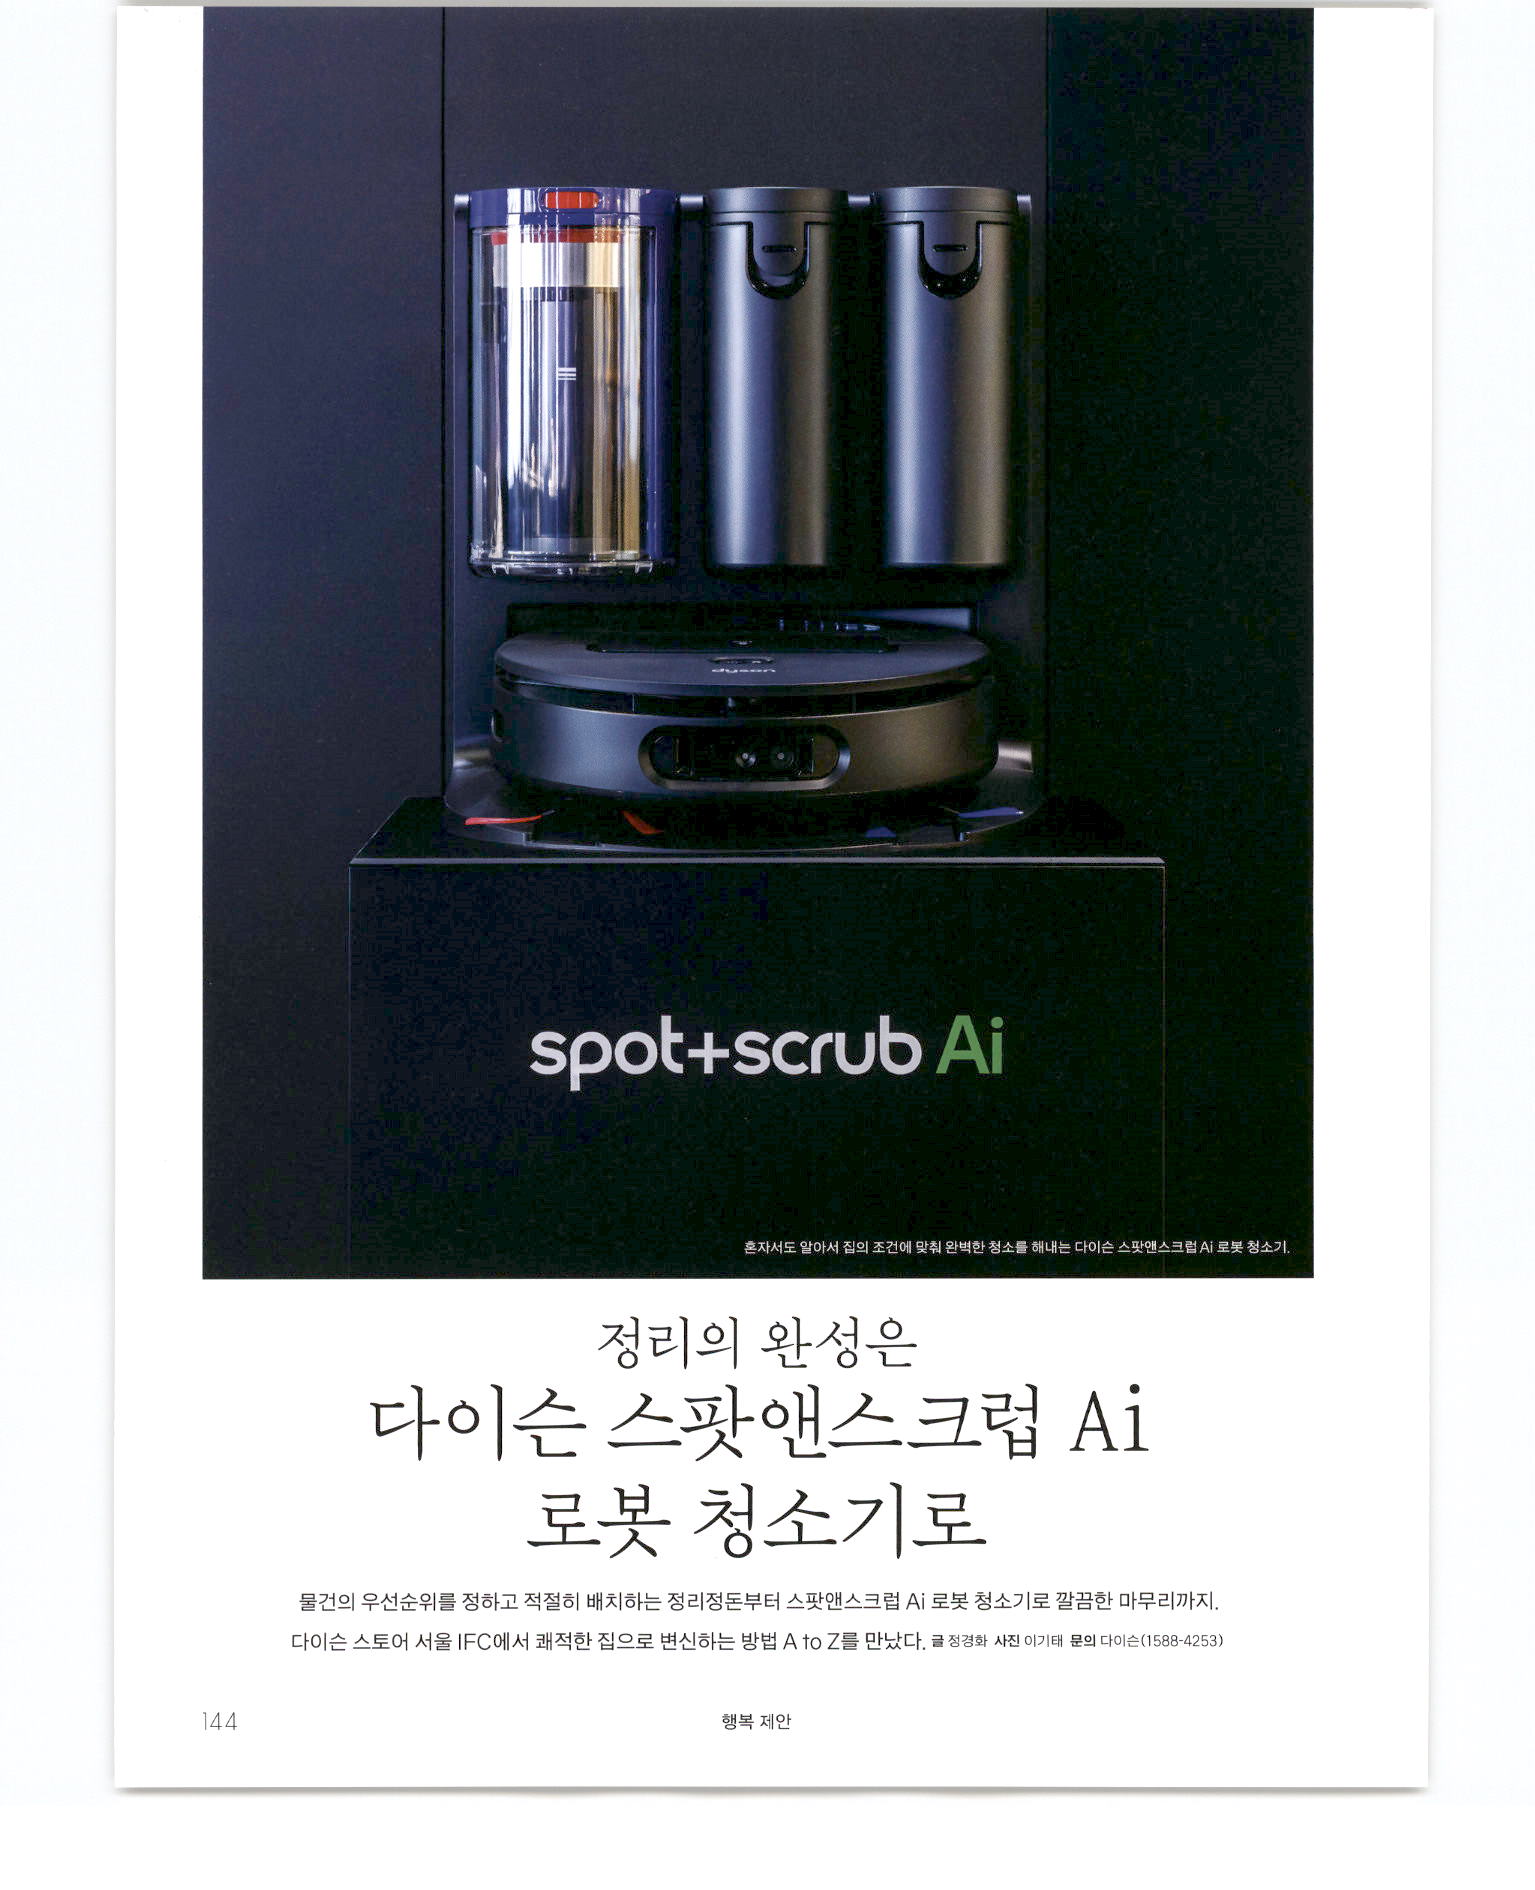 dyson
spot+scrub Ai
혼자서도 알아서 집의 조건에 맞춰 완벽한 청소를 해내는 다이슨 스팟앤스크럽 Ai 로봇 청소기.
정리의 완성은
다이슨 스팟앤스크럽 Ai
로봇 청소기로
물건의 우선순위를 정하고 적절히 배치하는 정리정돈부터 스팟앤스크럽 Ai 로봇 청소기로 깔끔한 마무리까지.
다이슨 스토어 서울 IFC에서 쾌적한 집으로 변신하는 방법 A to Z를 만났다. 글 정경화 사진 이기태 문의 다이슨(1588-4253)
144
행복 제안